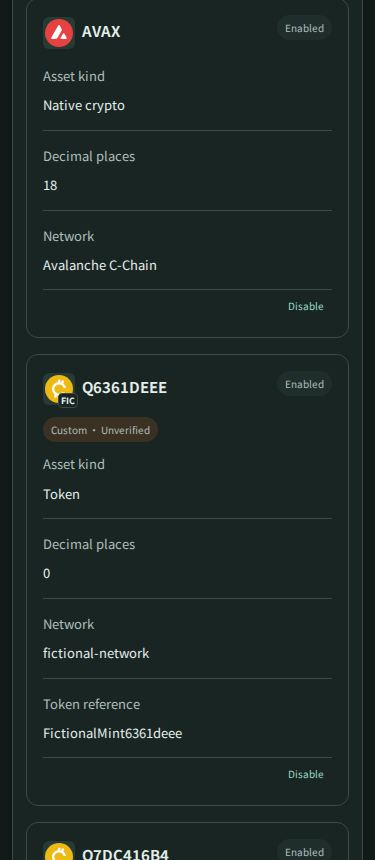 AVAX
Enabled
Asset kind
Native crypto
Decimal places
18
Network
Avalanche C-Chain
Disable
Q6361DEEE
Enabled
FIC
Custom • Unverified
Asset kind
Token
Decimal places
0
Network
fictional-network
Token reference
FictionalMint6361deee
Disable
Q7DC416B4
Enabled